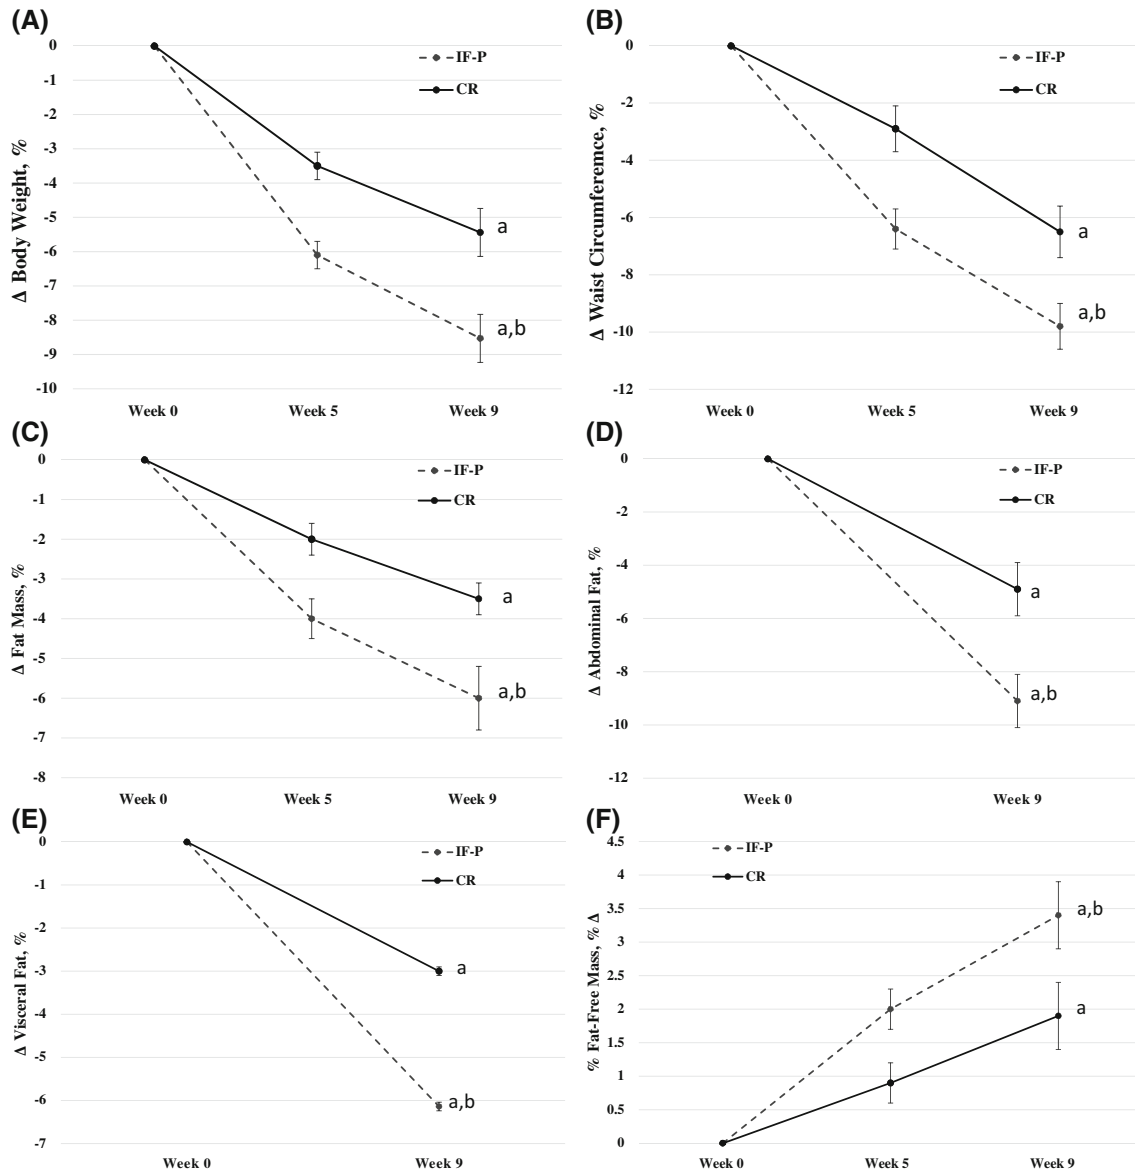 (A)
0
-1
-2
-3
-4
-5
-6
-7
-8
-9
-10
Δ Body Weight, %
IF-P
CR
a
a,b
Week 0 Week 5 Week 9
(B)
0
-2
-4
-6
-8
-10
-12
Δ Waist Circumference, %
IF-P
CR
a
a,b
Week 0 Week 5 Week 9
(C)
0
-1
-2
-3
-4
-5
-6
-7
-8
Δ Fat Mass, %
IF-P
CR
a
a,b
Week 0 Week 5 Week 9
(D)
0
-2
-4
-6
-8
-10
-12
Δ Abdominal Fat, %
IF-P
CR
a
a,b
Week 0 Week 9
(E)
0
-1
-2
-3
-4
-5
-6
-7
Δ Visceral Fat, %
IF-P
CR
a
a,b
Week 0 Week 9
(F)
4.5
4
3.5
3
2.5
2
1.5
1
0.5
0
% Fat-Free Mass, % Δ
IF-P
CR
a,b
a
Week 0 Week 5 Week 9